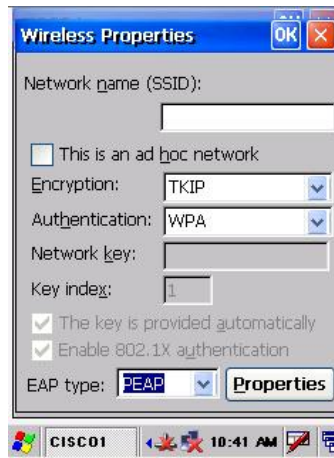 Wireless Properties OK
Network name (SSID):
This is an ad hoc network
Encryption: TKIP
Authentication: WPA
Network key:
Key index: 1
The key is provided automatically
Enable 802.1X authentication
EAP type: PEAP Properties
CISCO1 10:41 AM